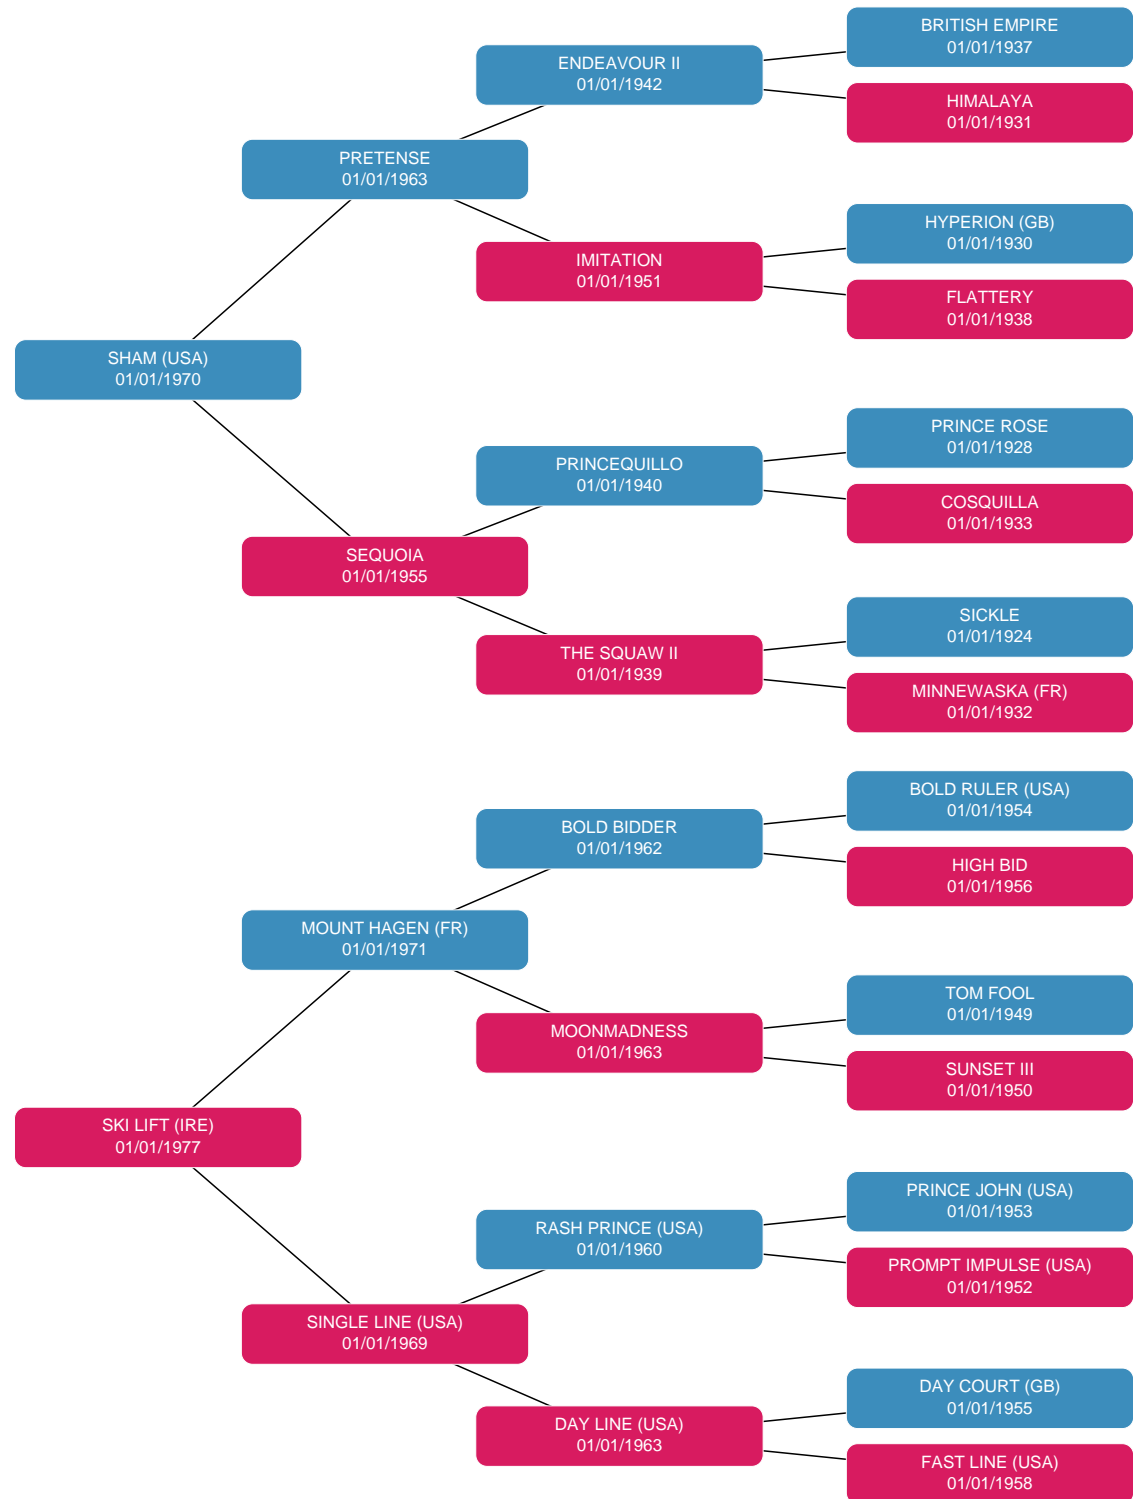 BRITISH EMPIRE
01/01/1937
ENDEAVOUR II
01/01/1942
HIMALAYA
01/01/1931
PRETENSE
01/01/1963
HYPERION (GB)
01/01/1930
IMITATION
01/01/1951
FLATTERY
01/01/1938
SHAM (USA)
01/01/1970
PRINCE ROSE
01/01/1928
PRINCEQUILLO
01/01/1940
COSQUILLA
01/01/1933
SEQUOIA
01/01/1955
SICKLE
01/01/1924
THE SQUAW II
01/01/1939
MINNEWASKA (FR)
01/01/1932
BOLD RULER (USA)
01/01/1954
BOLD BIDDER
01/01/1962
HIGH BID
01/01/1956
MOUNT HAGEN (FR)
01/01/1971
TOM FOOL
01/01/1949
MOONMADNESS
01/01/1963
SUNSET III
01/01/1950
SKI LIFT (IRE)
01/01/1977
PRINCE JOHN (USA)
01/01/1953
RASH PRINCE (USA)
01/01/1960
PROMPT IMPULSE (USA)
01/01/1952
SINGLE LINE (USA)
01/01/1969
DAY COURT (GB)
01/01/1955
DAY LINE (USA)
01/01/1963
FAST LINE (USA)
01/01/1958